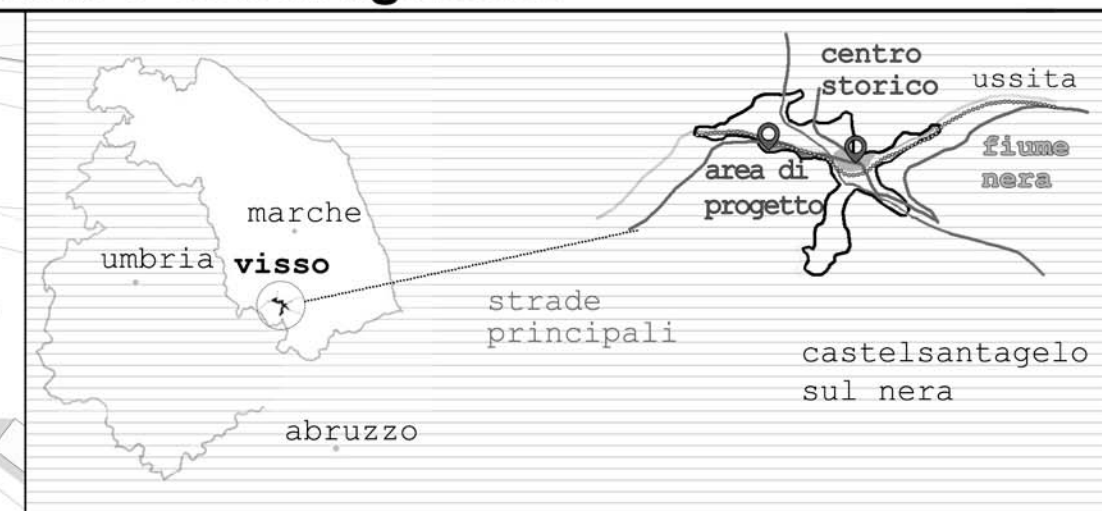 marche
umbria
visso
abruzzo
strade
principali
centro
storico
ussita
fiume
nera
area di
progetto
castelsantagelo
sul nera